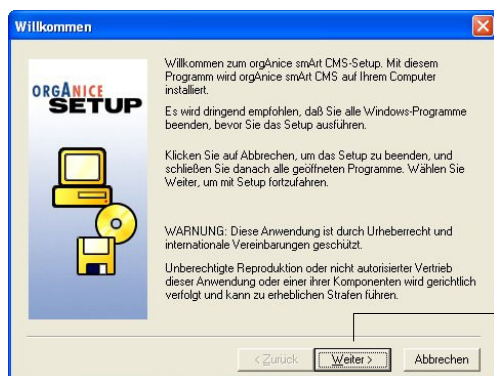 Willkommen
ORGANICE
SETUP
Willkommen zum orgAnice smArt CMS-Setup. Mit diesem
Programm wird orgAnice smArt CMS auf Ihrem Computer
installiert.
Es wird dringend empfohlen, daß Sie alle Windows-Programme
beenden, bevor Sie das Setup ausführen.
Klicken Sie auf Abbrechen, um das Setup zu beenden, und
schließen Sie danach alle geöffneten Programme. Wählen Sie
Weiter, um mit Setup fortzufahren.
WARNUNG: Diese Anwendung ist durch Urheberrecht und
internationale Vereinbarungen geschützt.
Unberechtigte Reproduktion oder nicht autorisierter Vertrieb
dieser Anwendung oder einer ihrer Komponenten wird gerichtlich
verfolgt und kann zu erheblichen Strafen führen.
< Zurück
Weiter >
Abbrechen